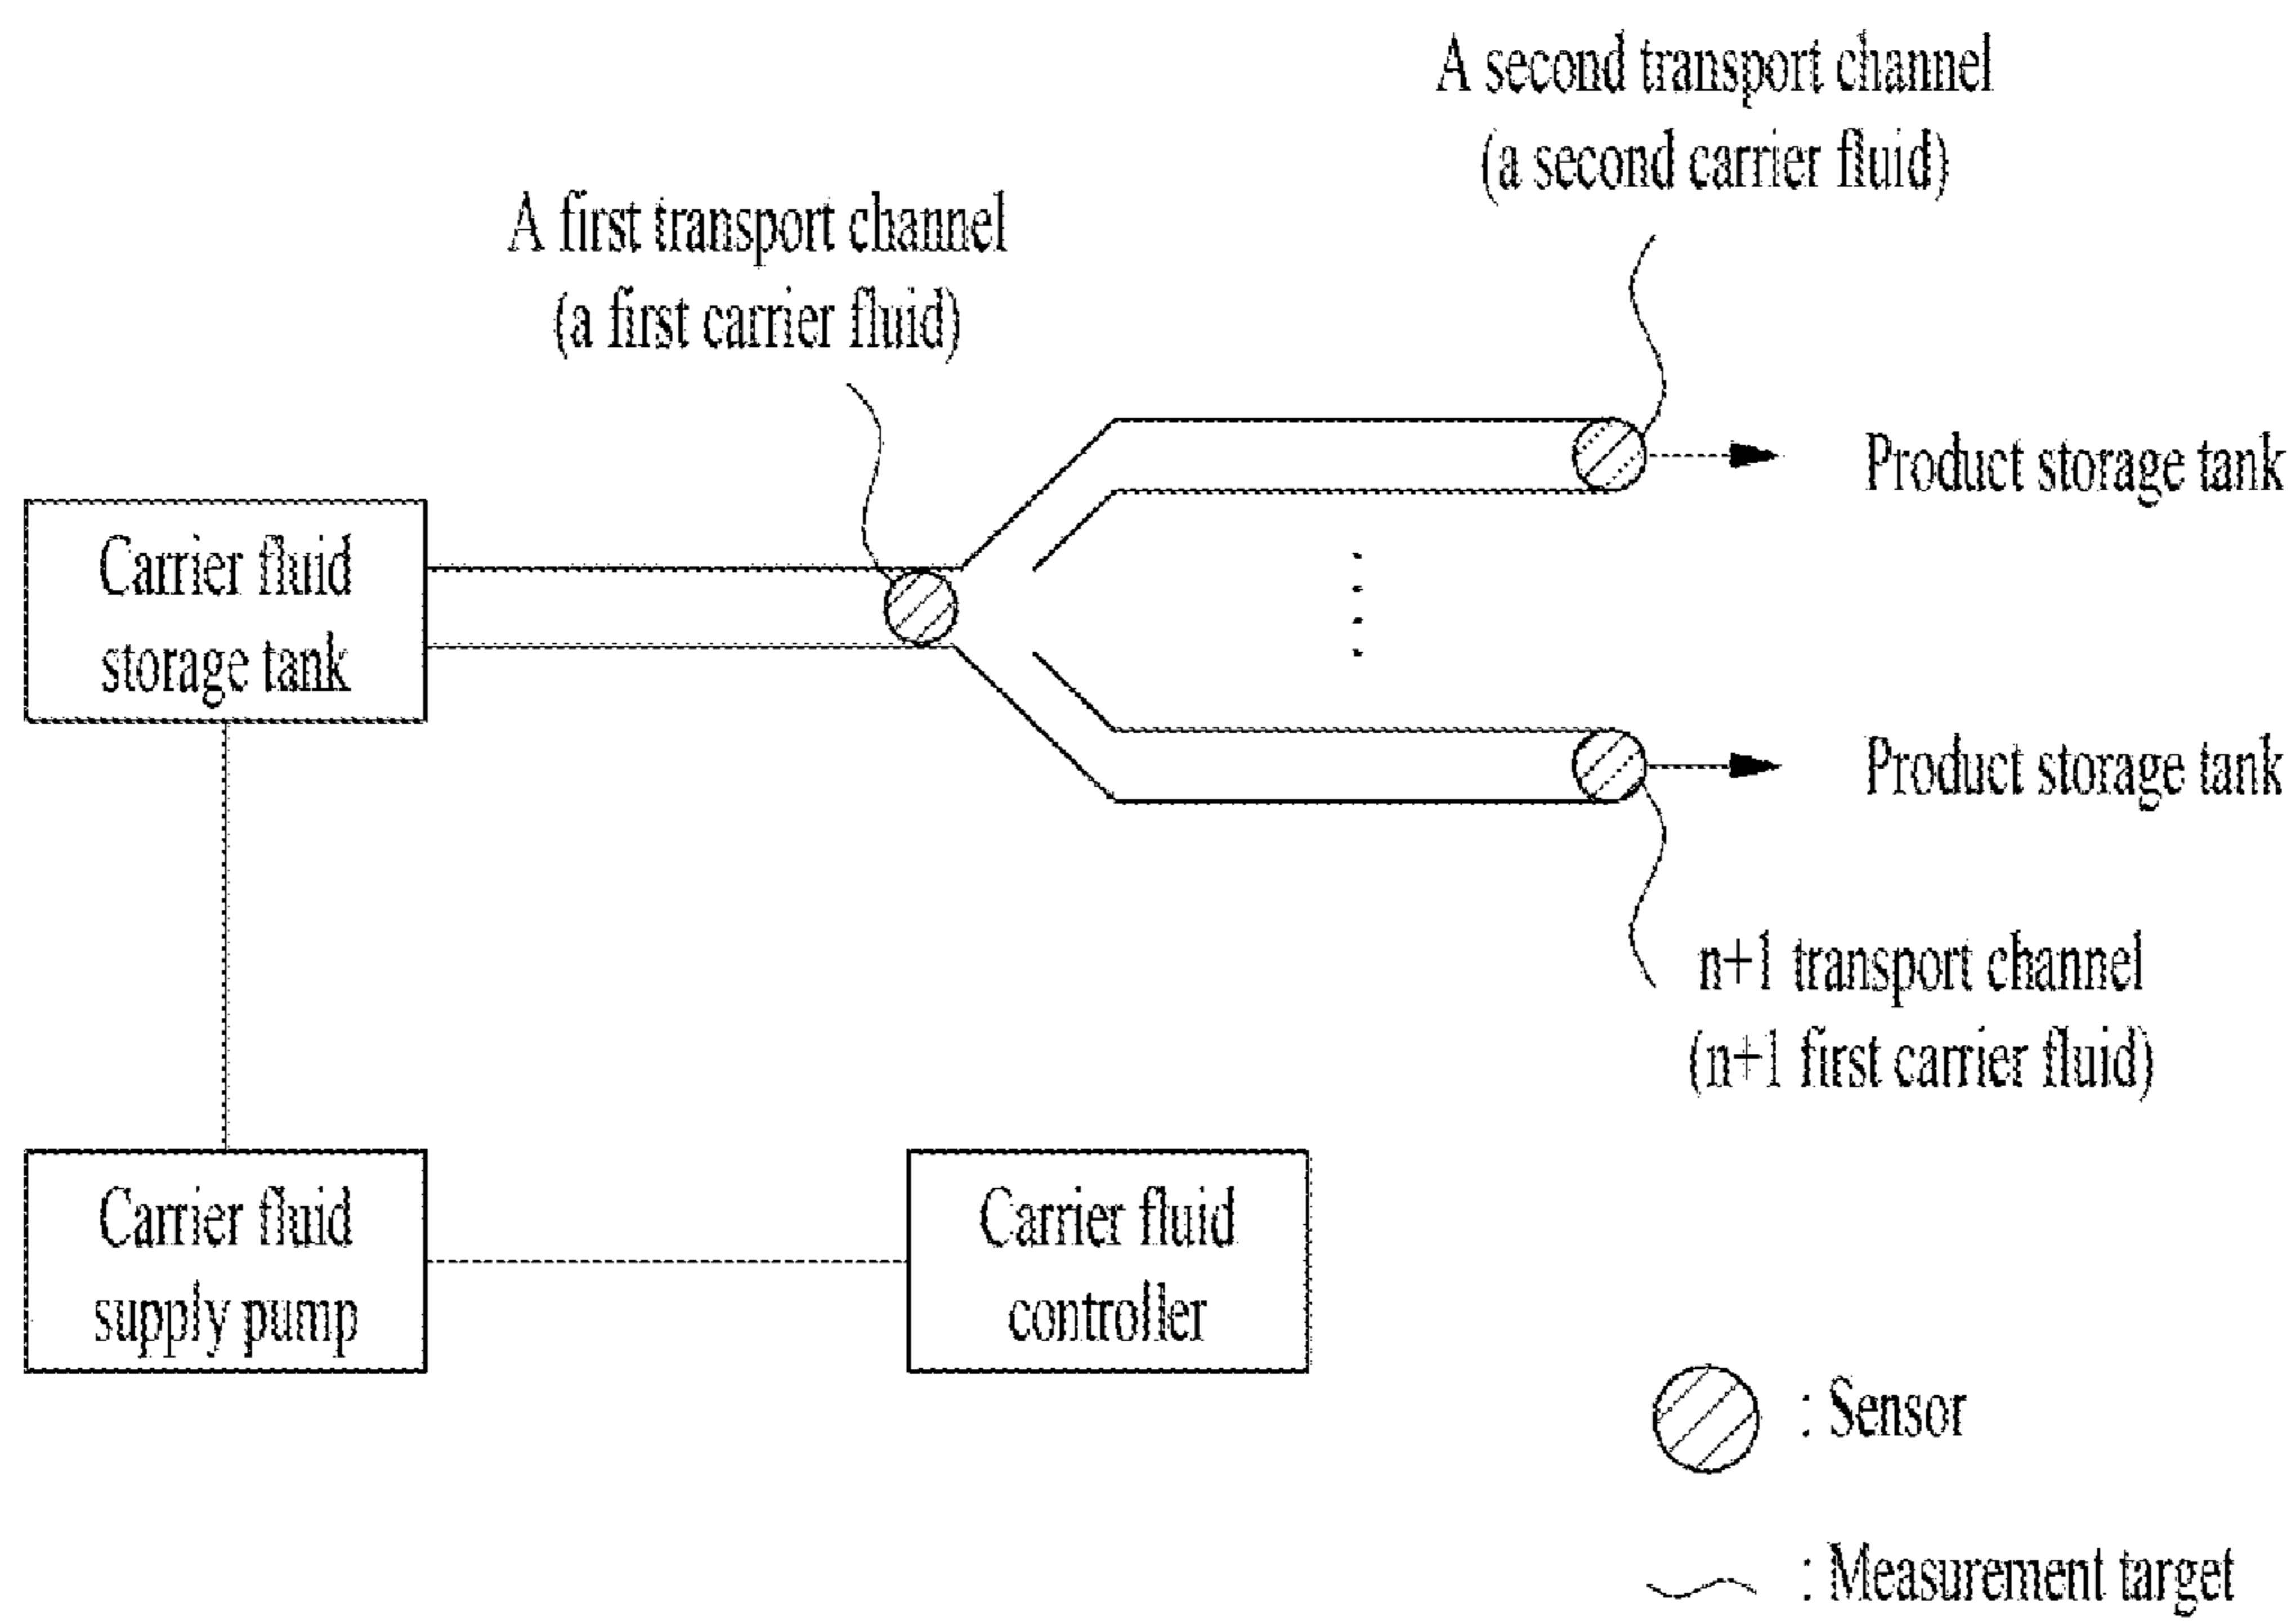 A second transport channel
(a second carrier fluid)
A first transport channel
(a first carrier fluid)
Product storage tank
Carrier fluid
storage tank
Product storage tank
n+1 transport channel
(n+1 first carrier fluid)
Carrier fluid
supply pump
Carrier fluid
controller
: Sensor
: Measurement target